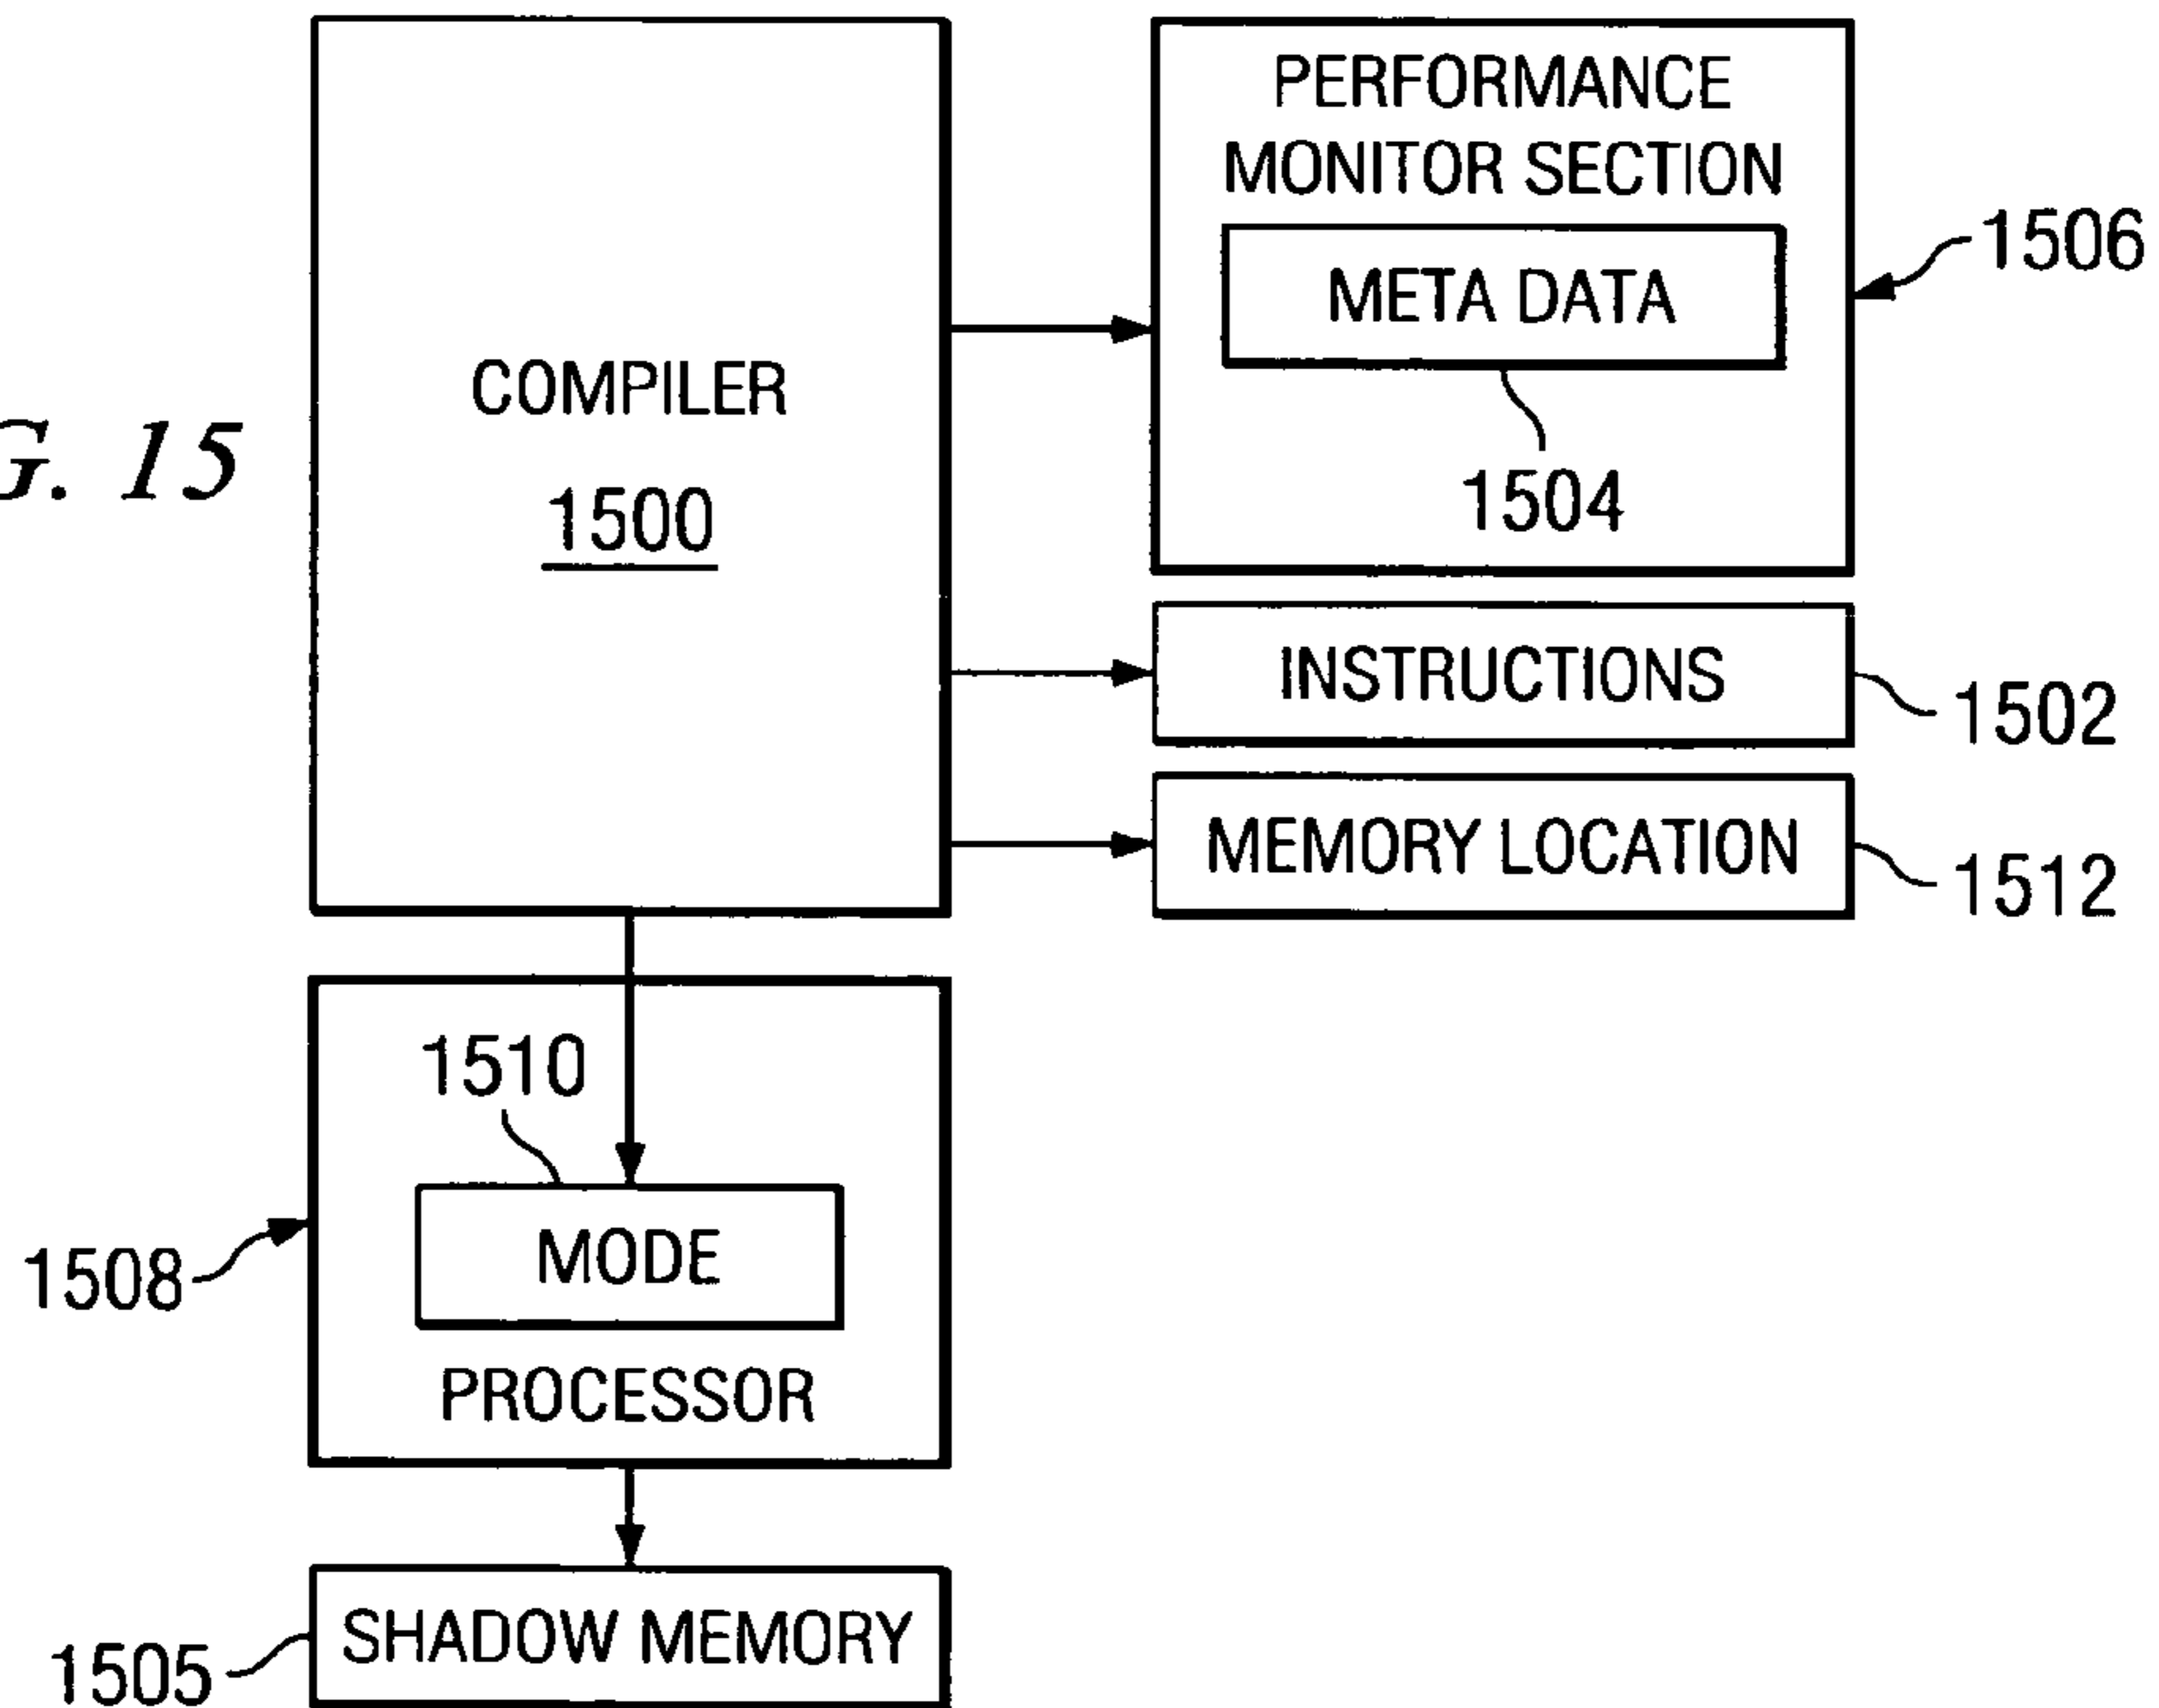 G. 15
COMPILER
1500
PERFORMANCE
MONITOR SECTION
META DATA
1504
1506
INSTRUCTIONS
1502
MEMORY LOCATION
1512
1510
MODE
PROCESSOR
1508
SHADOW MEMORY
1505